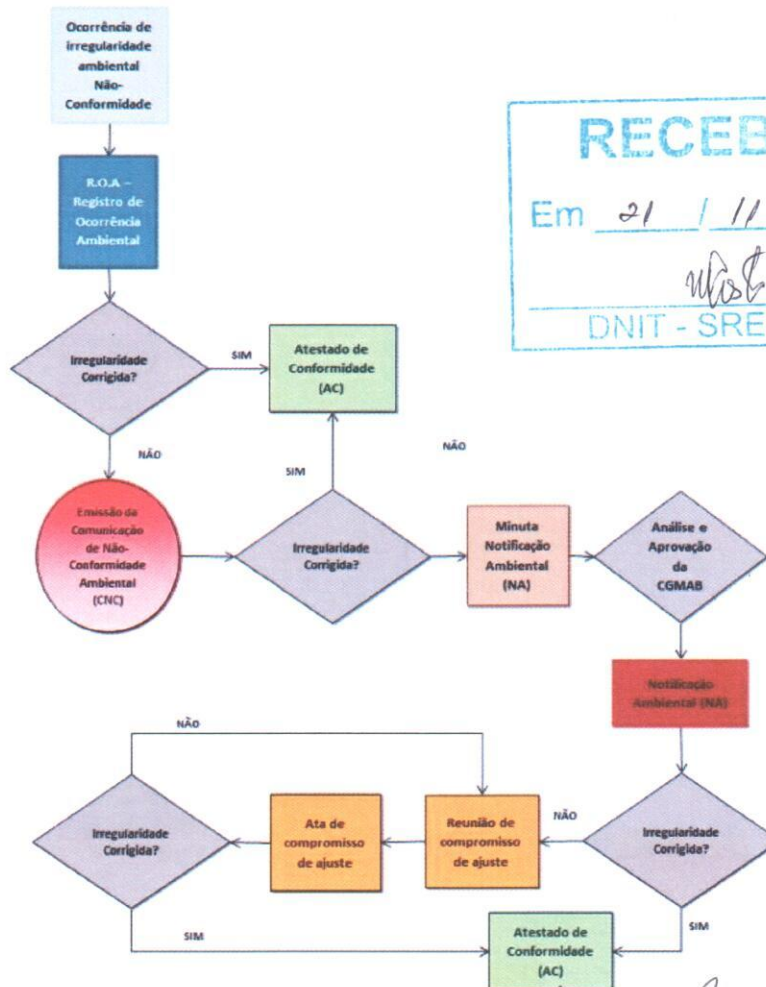 Ocorrência de
irregularidade
ambiental
Não-
Conformidade
RECEB
Em 21 / 11
DNIT - SRE
R.O.A –
Registro de
Ocorrência
Ambiental
Irregularidade
Corrigida?
SIM
Atestado de
Conformidade
(AC)
NÃO
SIM
NÃO
Emissão da
Comunicação
de Não-
Conformidade
Ambiental
(CNC)
Irregularidade
Corrigida?
Minuta
Notificação
Ambiental
(NA)
Análise e
Aprovação
da
CGMAB
Notificação
Ambiental (NA)
NÃO
Irregularidade
Corrigida?
Ata de
compromisso
de ajuste
Reunião de
compromisso
de ajuste
NÃO
Irregularidade
Corrigida?
SIM
Atestado de
Conformidade
(AC)
SIM